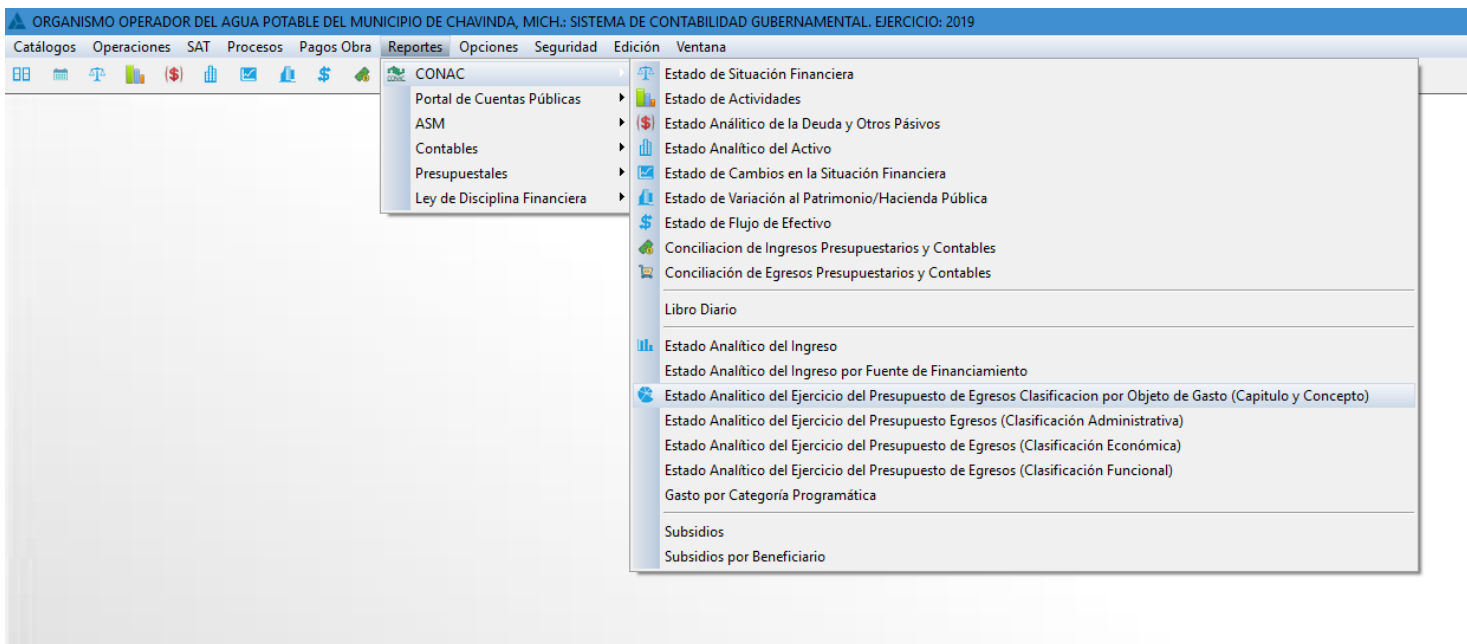 ORGANISMO OPERADOR DEL AGUA POTABLE DEL MUNICIPIO DE CHAVINDA, MICH.: SISTEMA DE CONTABILIDAD GUBERNAMENTAL. EJERCICIO: 2019
Catálogos Operaciones SAT Procesos Pagos Obra Reportes Opciones Seguridad Edición Ventana
CONAC
Portal de Cuentas Públicas
ASM
Contables
Presupuestales
Ley de Disciplina Financiera
Estado de Situación Financiera
Estado de Actividades
Estado Análitico de la Deuda y Otros Pásivos
Estado Analítico del Activo
Estado de Cambios en la Situación Financiera
Estado de Variación al Patrimonio/Hacienda Pública
Estado de Flujo de Efectivo
Conciliacion de Ingresos Presupuestarios y Contables
Conciliación de Egresos Presupuestarios y Contables
Libro Diario
Estado Analítico del Ingreso
Estado Analítico del Ingreso por Fuente de Financiamiento
Estado Analitico del Ejercicio del Presupuesto de Egresos Clasificacion por Objeto de Gasto (Capitulo y Concepto)
Estado Analítico del Ejercicio del Presupuesto Egresos (Clasificación Administrativa)
Estado Analítico del Ejercicio del Presupuesto de Egresos (Clasificación Económica)
Estado Analítico del Ejercicio del Presupuesto de Egresos (Clasificación Funcional)
Gasto por Categoría Programática
Subsidios
Subsidios por Beneficiario